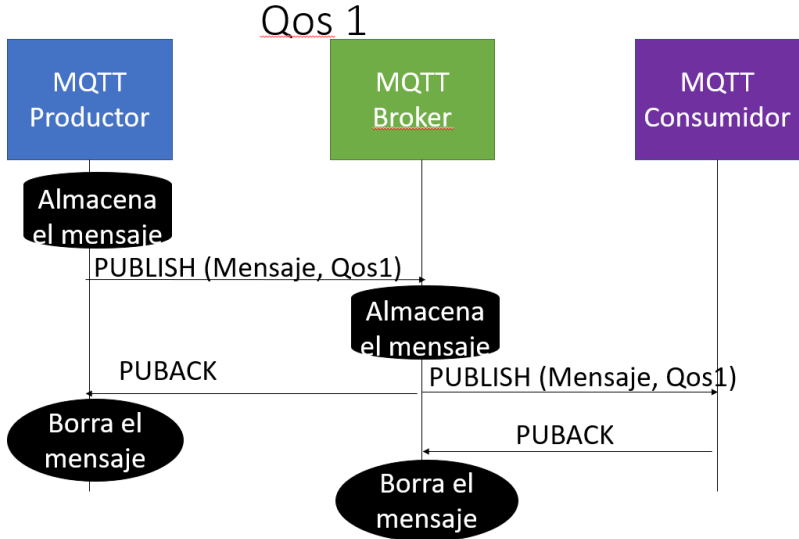 Qos 1
MQTT
Productor
MQTT
Broker
MQTT
Consumidor
Almacena
el mensaje
PUBLISH (Mensaje, Qos1)
Almacena
el mensaje
PUBACK
PUBLISH (Mensaje, Qos1)
Borra el
mensaje
PUBACK
Borra el
mensaje